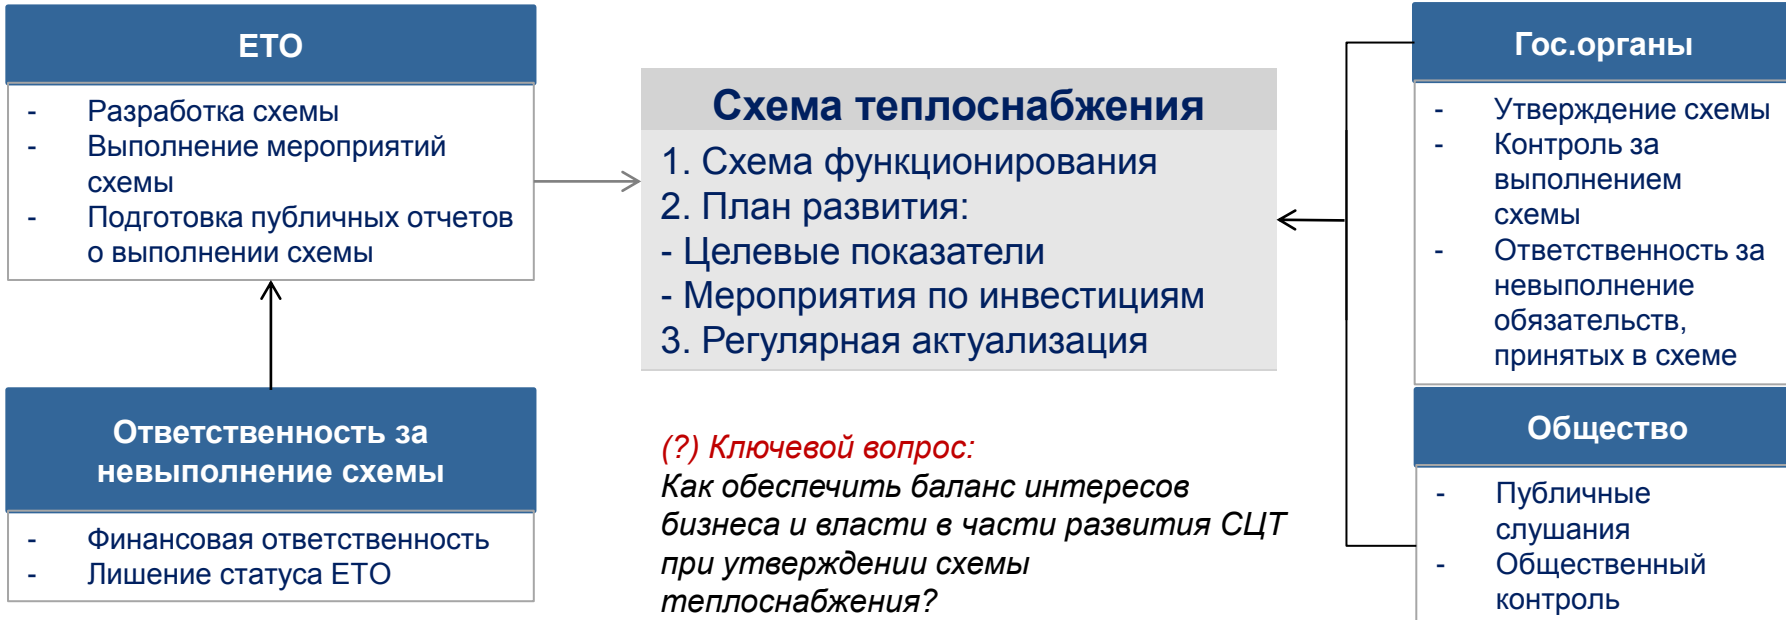 ЕТО
- Разработка схемы
- Выполнение мероприятий
схемы
- Подготовка публичных отчетов
о выполнении схемы
Ответственность за
невыполнение схемы
- Финансовая ответственность
- Лишение статуса ЕТО
Схема теплоснабжения
1. Схема функционирования
2. План развития:
- Целевые показатели
- Мероприятия по инвестициям
3. Регулярная актуализация
(?) Ключевой вопрос:
Как обеспечить баланс интересов
бизнеса и власти в части развития СЦТ
при утверждении схемы
теплоснабжения?
Гос.органы
- Утверждение схемы
- Контроль за
выполнением
схемы
- Ответственность за
невыполнение
обязательств,
принятых в схеме
Общество
- Публичные
слушания
- Общественный
контроль